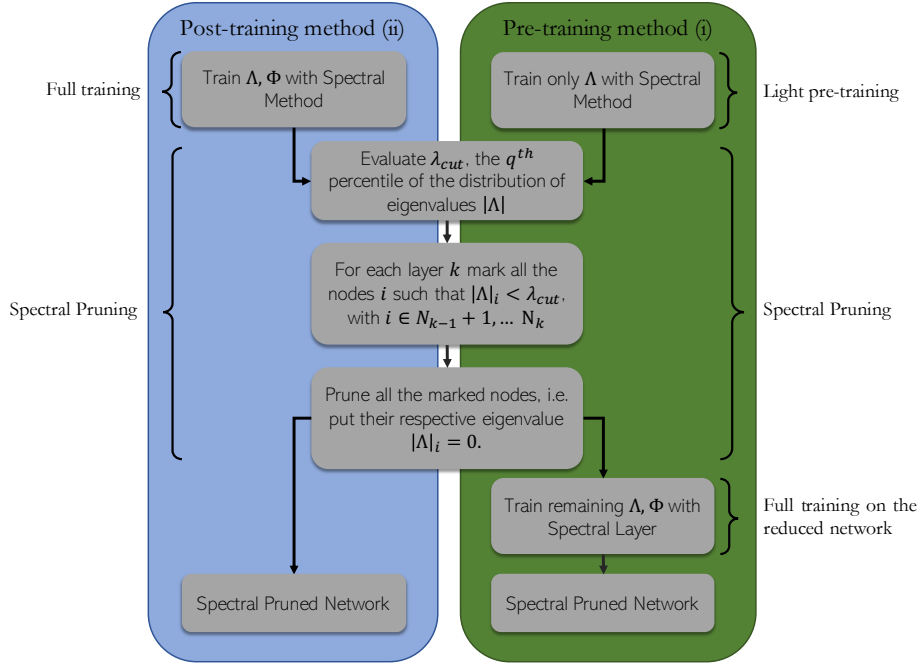 Post-training method (ii)
Pre-training method (i)
Full training
Train Λ, Φ with Spectral
Method
Train only Λ with Spectral
Method
Light pre-training
Evaluate λ_cut, the q^th
percentile of the distribution of
eigenvalues |Λ|
For each layer k mark all the
nodes i such that |Λ|_i < λ_cut,
with i ∈ N_{k−1} + 1, … N_k
Spectral Pruning
Spectral Pruning
Prune all the marked nodes, i.e.
put their respective eigenvalue
|Λ|_i = 0.
Train remaining Λ, Φ with
Spectral Layer
Full training on the
reduced network
Spectral Pruned Network
Spectral Pruned Network